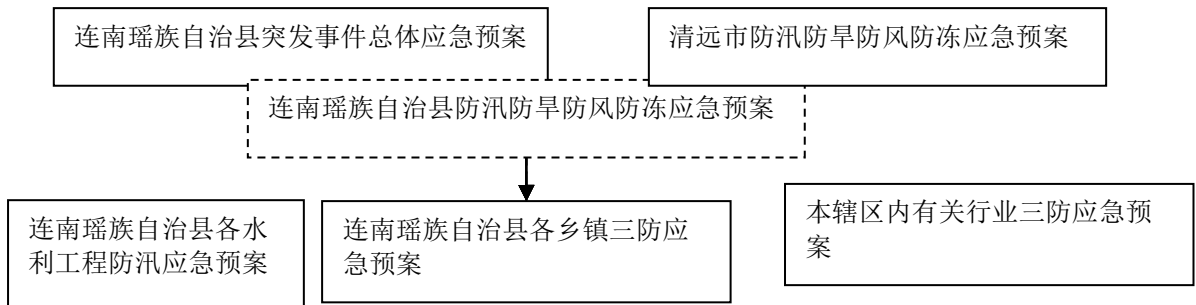 连南瑶族自治县突发事件总体应急预案
清远市防汛防旱防风防冻应急预案
连南瑶族自治县防汛防旱防风防冻应急预案
连南瑶族自治县各水
利工程防汛应急预案
连南瑶族自治县各乡镇三防应
急预案
本辖区内有关行业三防应急预
案